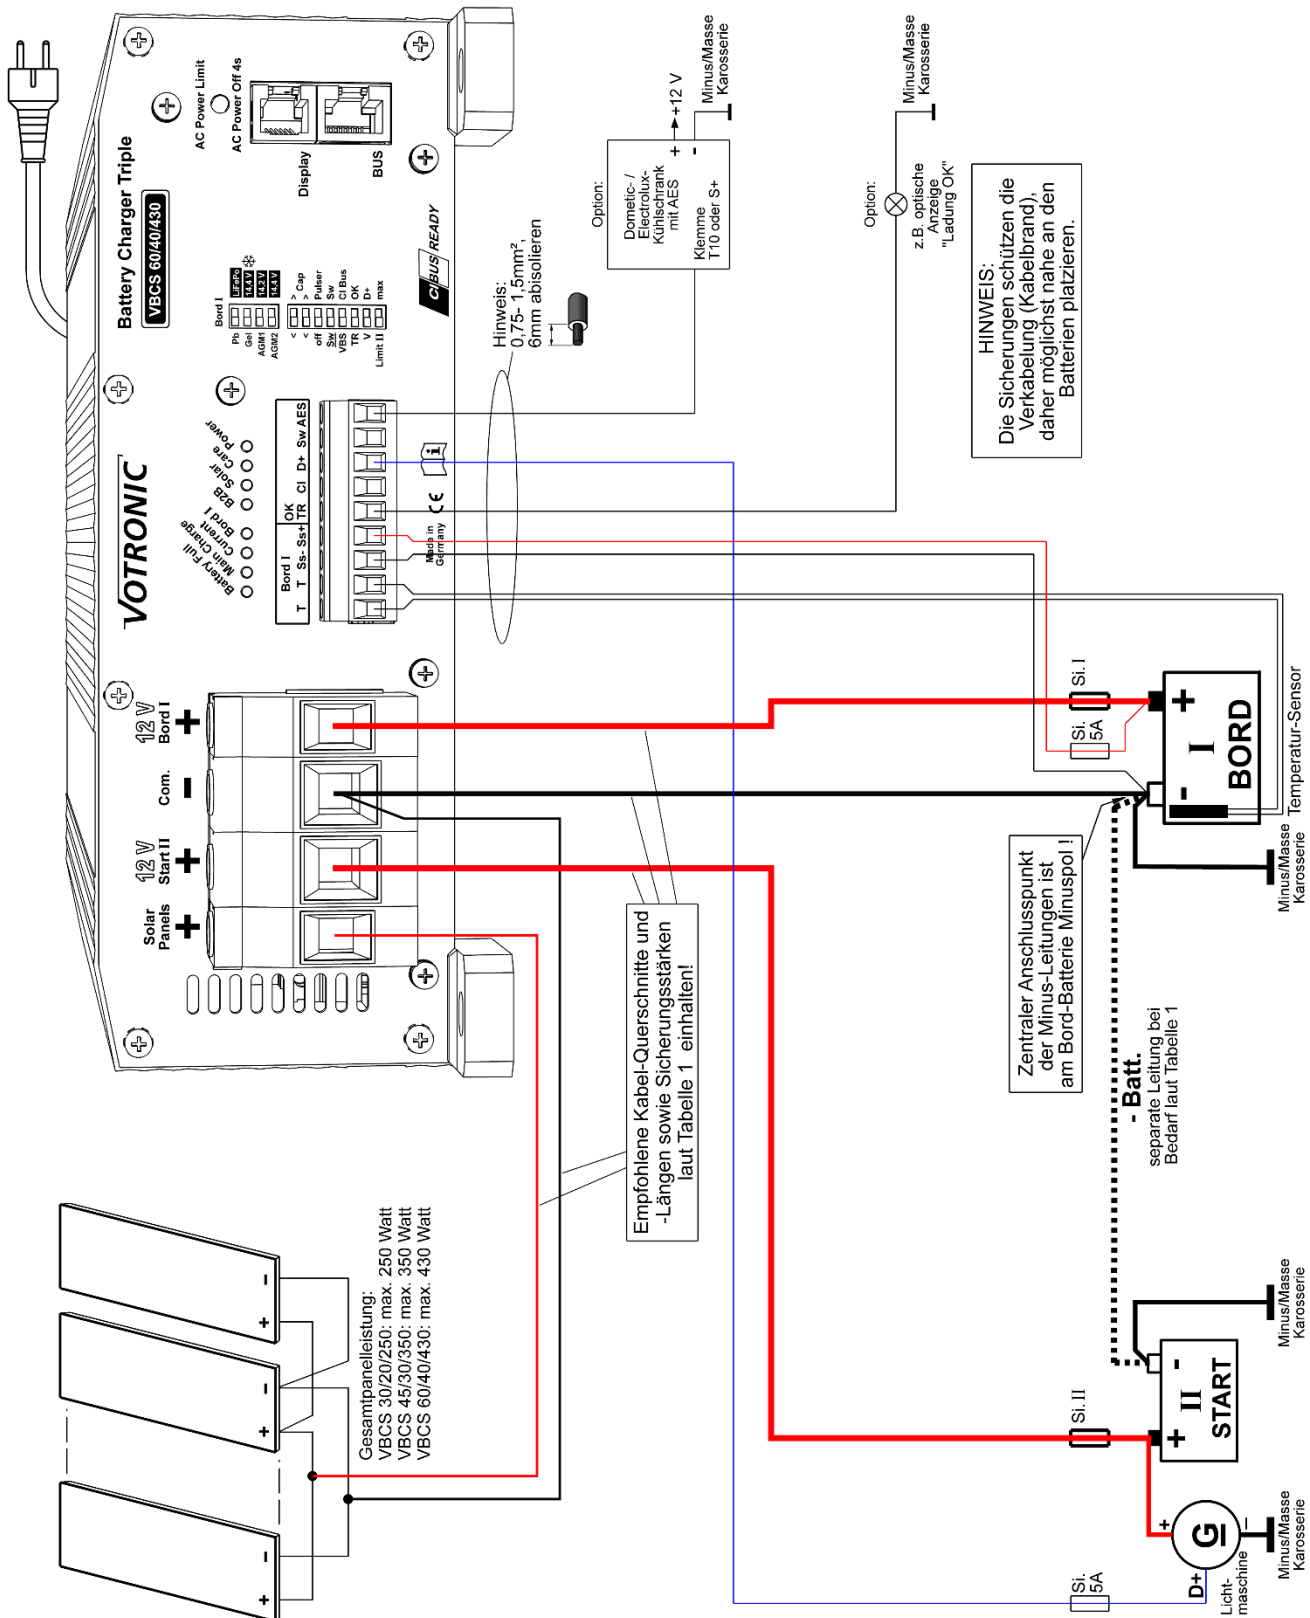 Battery Charger Triple
VBCS 60/40/430
AC Power Limit
AC Power Off 4s
Display
BUS
CI BUS READY
Bord I
Pb
LiFePo
Gel
14,4 V
AGM1
14,2 V
AGM2
14,4 V
< > Cap
< > Cap
off Pulser
Sw Sw
VBS CI Bus
TR OK
V D+
Limit II max
VOTRONIC
Battery Full
Main Charge
Current
Bord I
B2B
Solar
Care
Power
Bord I
OK
T T Ss- Ss+ TR CI D+ Sw AES
Made in
Germany
CE
i
12 V
Bord I
+
Com.
-
12 V
Start II
+
Solar
Panels
+
Hinweis:
0,75- 1,5mm²,
6mm abisolieren
Option:
Dometic- /
Electrolux-
Kühlschrank
mit AES
+
-
Klemme
T10 oder S+
+12 V
Minus/Masse
Karosserie
Option:
z.B. optische
Anzeige
"Ladung OK"
Minus/Masse
Karosserie
HINWEIS:
Die Sicherungen schützen die
Verkabelung (Kabelbrand),
daher möglichst nahe an den
Batterien platzieren.
Gesamtpanelleistung:
VBCS 30/20/250: max. 250 Watt
VBCS 45/30/350: max. 350 Watt
VBCS 60/40/430: max. 430 Watt
+ -
+ -
+ -
Empfohlene Kabel-Querschnitte und
-Längen sowie Sicherungsstärken
laut Tabelle 1 einhalten!
Zentraler Anschlusspunkt
der Minus-Leitungen ist
am Bord-Batterie Minuspol !
Si. I
Si.
5A
- +
I
BORD
Temperatur-Sensor
Minus/Masse
Karosserie
- Batt.
separate Leitung bei
Bedarf laut Tabelle 1
Si. II
+ -
II
START
Minus/Masse
Karosserie
Si.
5A
D+
+
G
-
Licht-
maschine
Minus/Masse
Karosserie